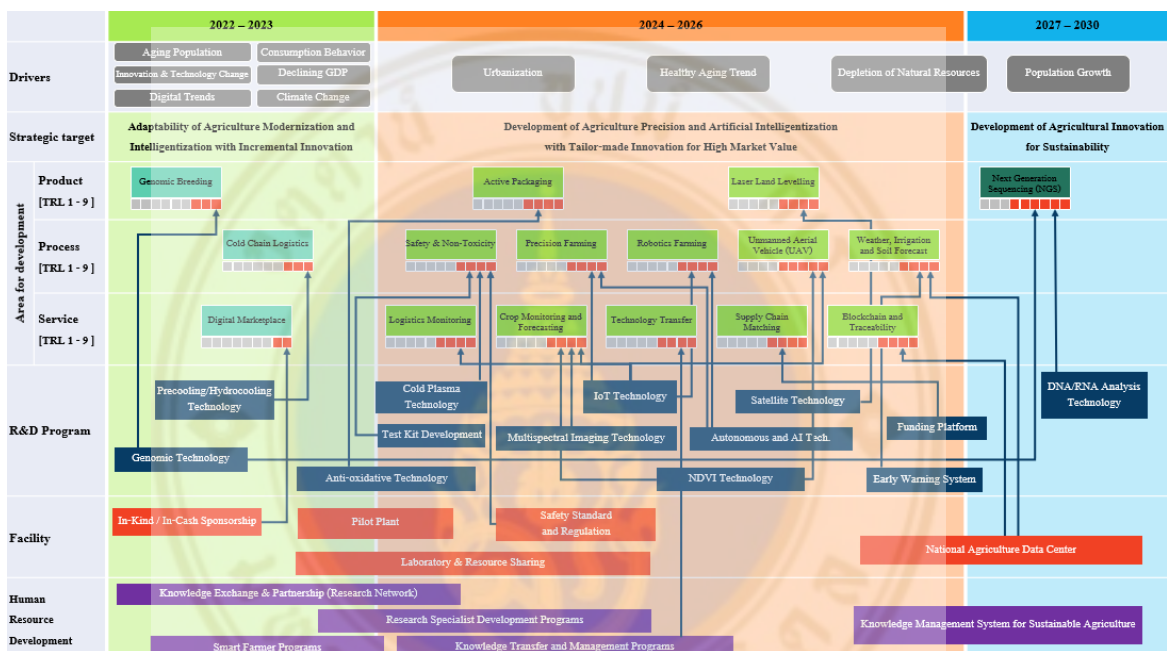 2022 – 2023
2024 – 2026
2027 – 2030
Drivers
Aging Population
Consumption Behavior
Innovation & Technology Change
Declining GDP
Digital Trends
Climate Change
Urbanization
Healthy Aging Trend
Depletion of Natural Resources
Population Growth
Strategic target
Adaptability of Agriculture Modernization and
Intelligentization with Incremental Innovation
Development of Agriculture Precision and Artificial Intelligentization
with Tailor-made Innovation for High Market Value
Development of Agricultural Innovation
for Sustainability
Area for development
Product
[TRL 1 - 9 ]
Genomic Breeding
Active Packaging
Laser Land Levelling
Next Generation
Sequencing (NGS)
Process
[TRL 1 - 9 ]
Cold Chain Logistics
Safety & Non-Toxicity
Precision Farming
Robotics Farming
Unmanned Aerial
Vehicle (UAV)
Weather, Irrigation
and Soil Forecast
Service
[TRL 1 - 9 ]
Digital Marketplace
Logistics Monitoring
Crop Monitoring and
Forecasting
Technology Transfer
Supply Chain
Matching
Blockchain and
Traceability
R&D Program
Precooling/Hydrocooling
Technology
Cold Plasma
Technology
IoT Technology
Satellite Technology
DNA/RNA Analysis
Technology
Test Kit Development
Multispectral Imaging Technology
Autonomous and AI Tech.
Funding Platform
Genomic Technology
Anti-oxidative Technology
NDVI Technology
Early Warning System
Facility
In-Kind / In-Cash Sponsorship
Pilot Plant
Safety Standard
and Regulation
National Agriculture Data Center
Laboratory & Resource Sharing
Human
Resource
Development
Knowledge Exchange & Partnership (Research Network)
Research Specialist Development Programs
Knowledge Management System for Sustainable Agriculture
Smart Farmer Programs
Knowledge Transfer and Management Programs